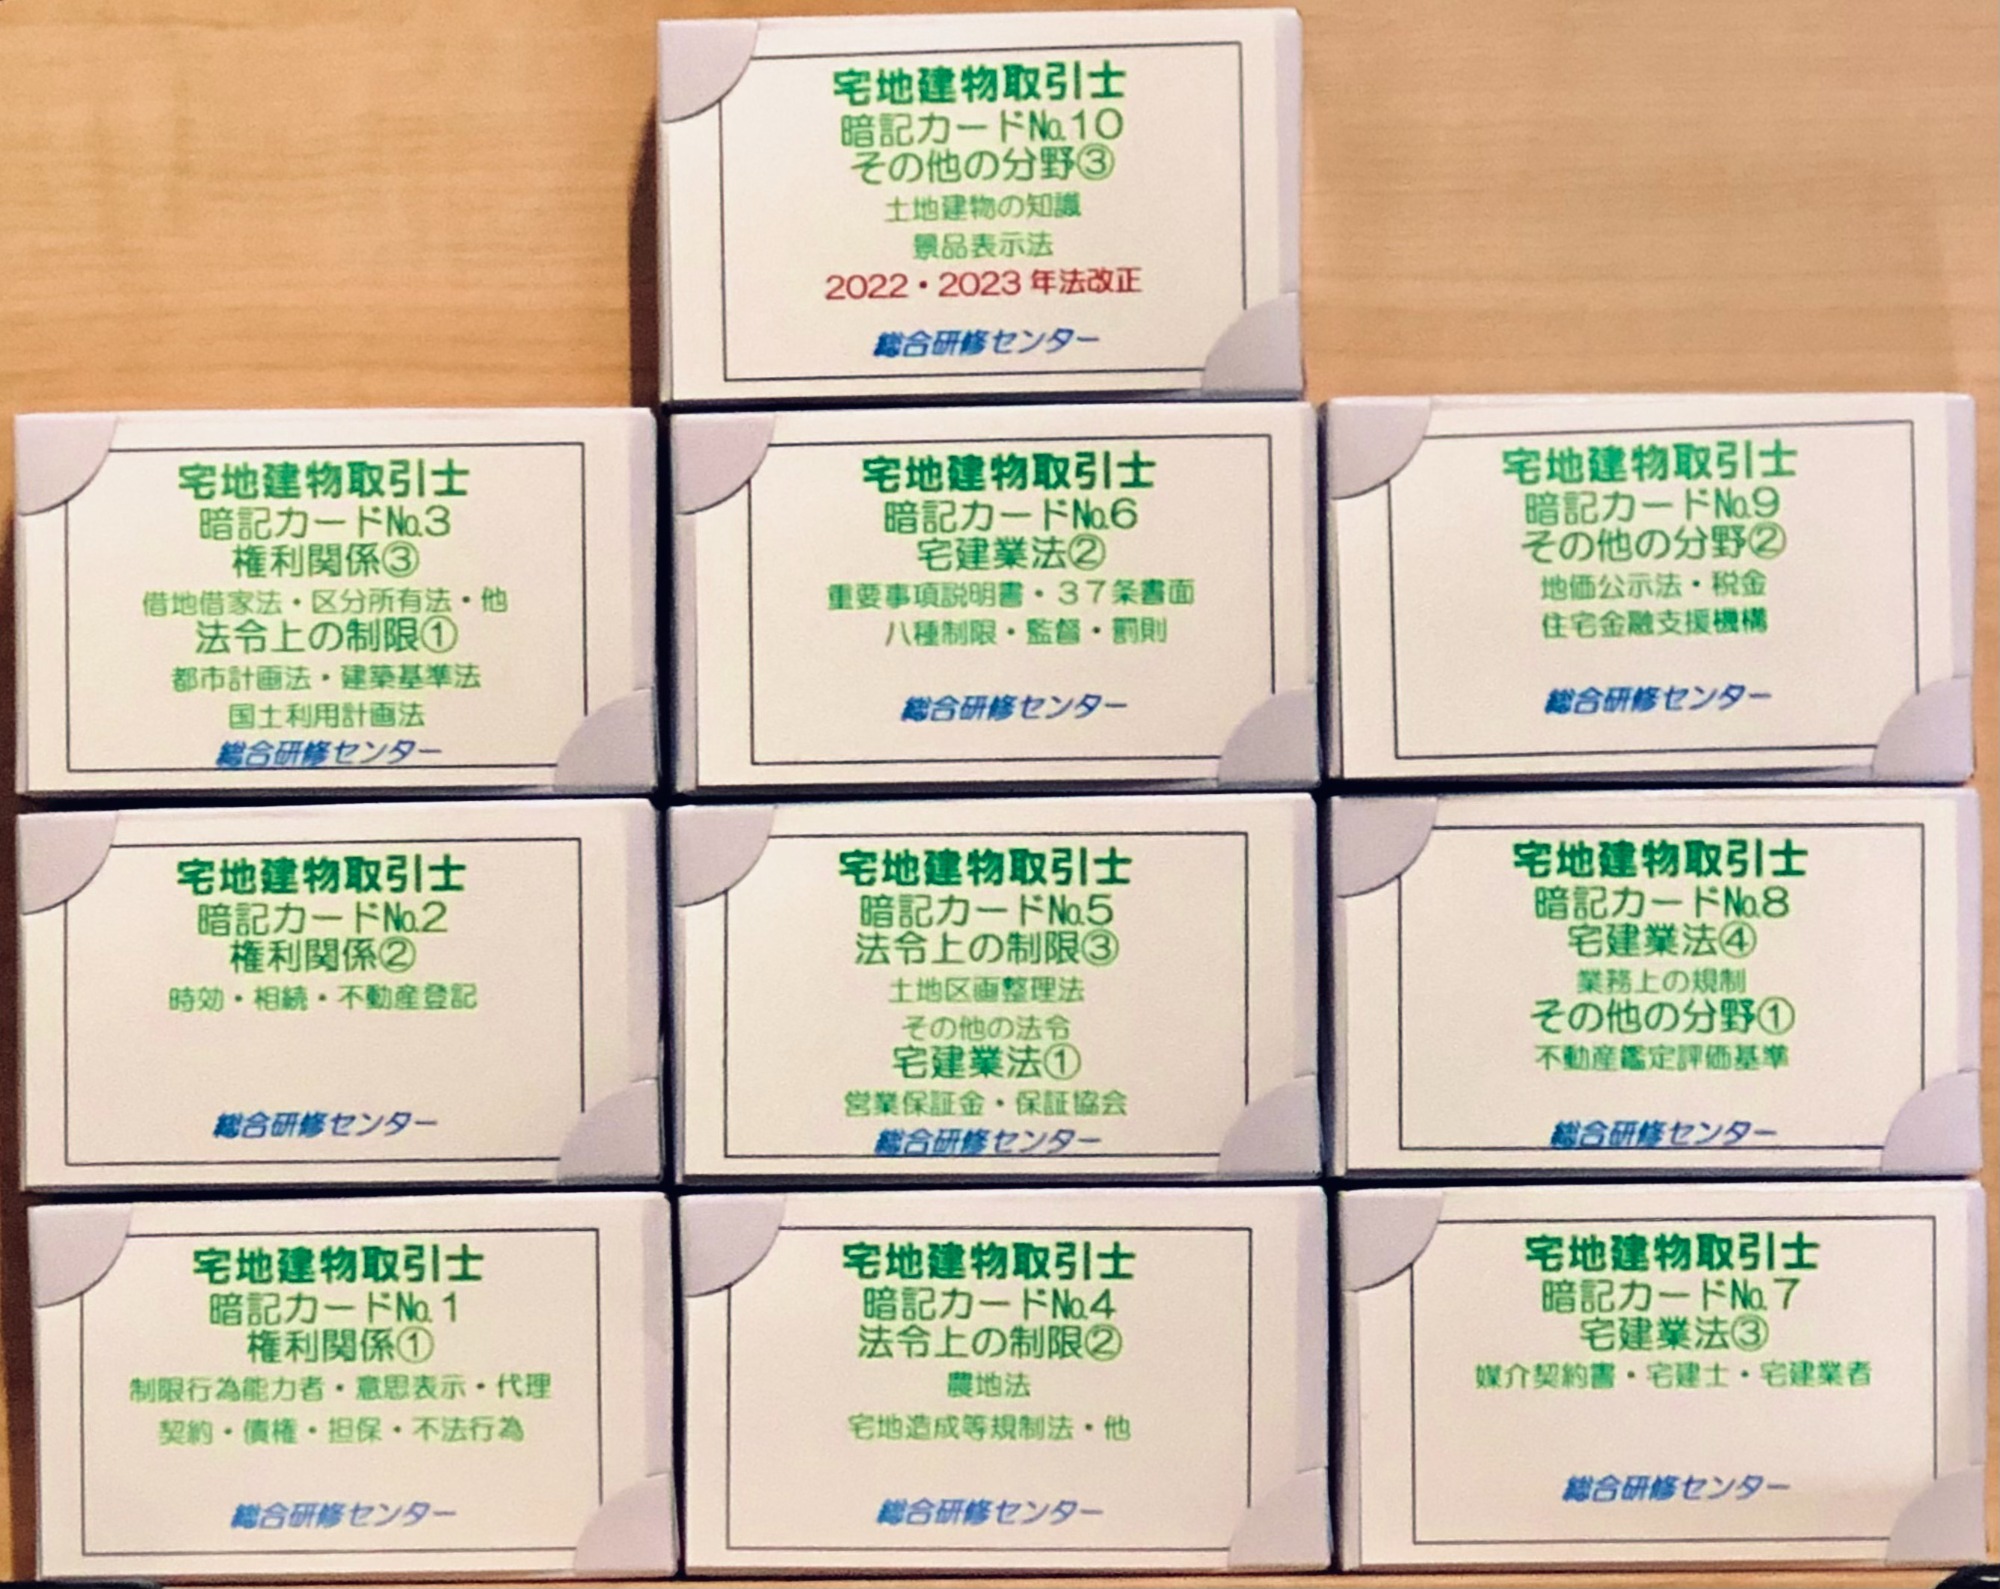 宅地建物取引士
暗記カード№10
その他の分野③
土地建物の知識
景品表示法
2022・2023年法改正
総合研修センター
宅地建物取引士
暗記カード№3
権利関係③
借地借家法・区分所有法・他
法令上の制限①
都市計画法・建築基準法
国土利用計画法
総合研修センター
宅地建物取引士
暗記カード№6
宅建業法②
重要事項説明書・37条書面
八種制限・監督・罰則
総合研修センター
宅地建物取引士
暗記カード№9
その他の分野②
地価公示法・税金
住宅金融支援機構
総合研修センター
宅地建物取引士
暗記カード№2
権利関係②
時効・相続・不動産登記
総合研修センター
宅地建物取引士
暗記カード№5
法令上の制限③
土地区画整理法
その他の法令
宅建業法①
営業保証金・保証協会
総合研修センター
宅地建物取引士
暗記カード№8
宅建業法④
業務上の規制
その他の分野①
不動産鑑定評価基準
総合研修センター
宅地建物取引士
暗記カード№1
権利関係①
制限行為能力者・意思表示・代理
契約・債権・担保・不法行為
総合研修センター
宅地建物取引士
暗記カード№4
法令上の制限②
農地法
宅地造成等規制法・他
総合研修センター
宅地建物取引士
暗記カード№7
宅建業法③
媒介契約書・宅建士・宅建業者
総合研修センター